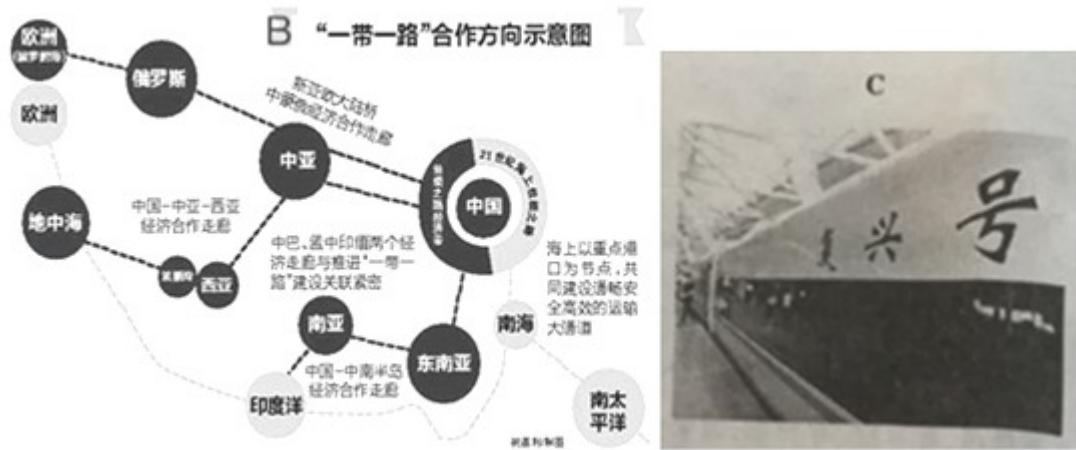 B “一带一路”合作方向示意图
欧洲
(波罗的海)
俄罗斯
欧洲
新亚欧大陆桥
中蒙俄经济合作走廊
中亚
丝绸之路经济带
21世纪海上丝绸之路
中国
地中海
中国-中亚-西亚
经济合作走廊
波斯湾
西亚
中巴、孟中印缅两个经
济走廊与推进“一带一
路”建设关联紧密
海上以重点港
口为节点，共
同建设通畅安
全高效的运输
大通道
南亚
东南亚
南海
中国-中南半岛
经济合作走廊
印度洋
南太
平洋
C
复兴号